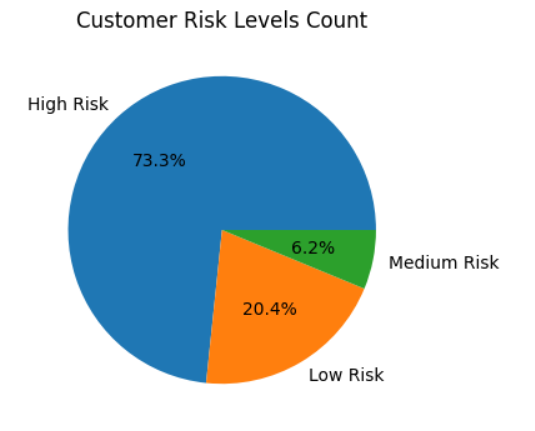 Customer Risk Levels Count
High Risk
73.3%
6.2%
Medium Risk
20.4%
Low Risk